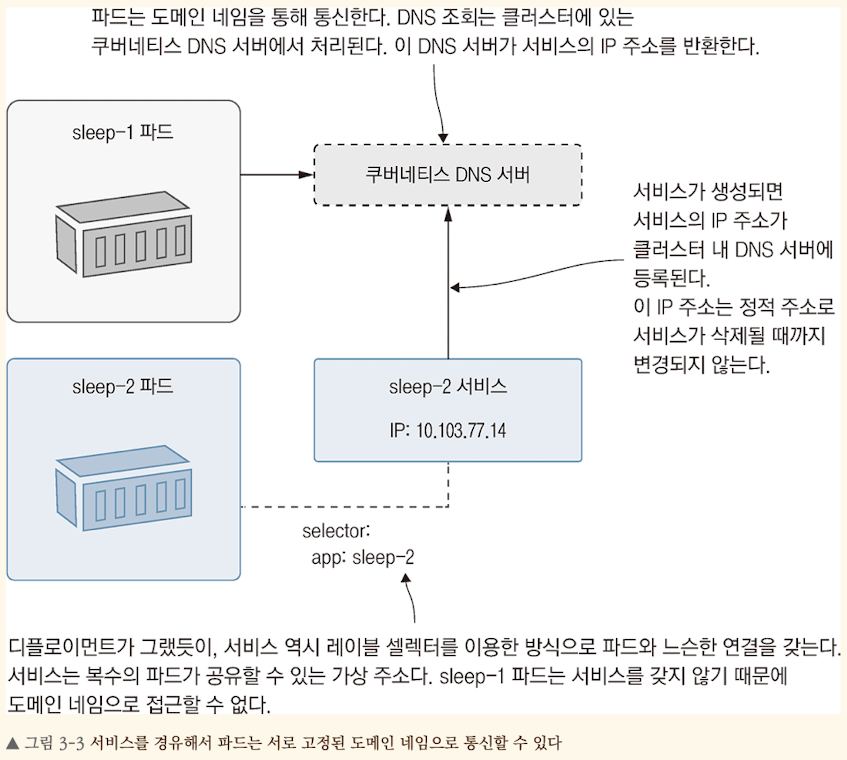 파드는 도메인 네임을 통해 통신한다. DNS 조회는 클러스터에 있는
쿠버네티스 DNS 서버에서 처리된다. 이 DNS 서버가 서비스의 IP 주소를 반환한다.
sleep-1 파드
쿠버네티스 DNS 서버
서비스가 생성되면
서비스의 IP 주소가
클러스터 내 DNS 서버에
등록된다.
이 IP 주소는 정적 주소로
서비스가 삭제될 때까지
변경되지 않는다.
sleep-2 파드
sleep-2 서비스
IP: 10.103.77.14
selector:
app: sleep-2
디플로이먼트가 그랬듯이, 서비스 역시 레이블 셀렉터를 이용한 방식으로 파드와 느슨한 연결을 갖는다.
서비스는 복수의 파드가 공유할 수 있는 가상 주소다. sleep-1 파드는 서비스를 갖지 않기 때문에
도메인 네임으로 접근할 수 없다.
▲ 그림 3-3 서비스를 경유해서 파드는 서로 고정된 도메인 네임으로 통신할 수 있다